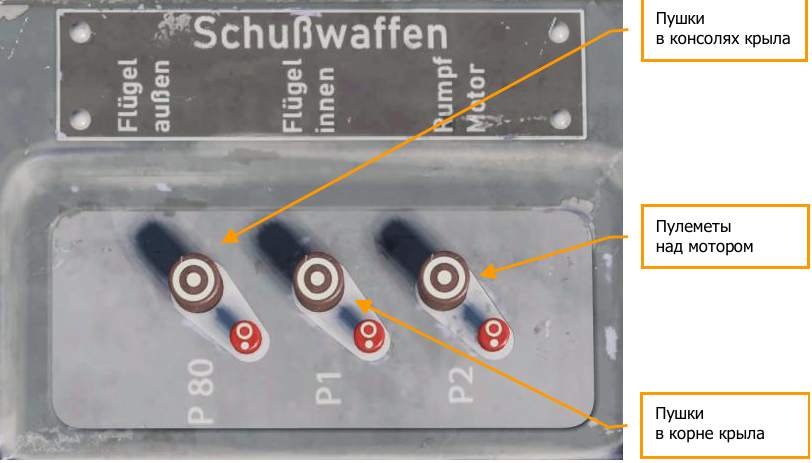 Schußwaffen
Flügel
außen
Flügel
innen
Rumpf
Motor
P 80
P1
P2
Пушки
в консолях крыла
Пулеметы
над мотором
Пушки
в корне крыла